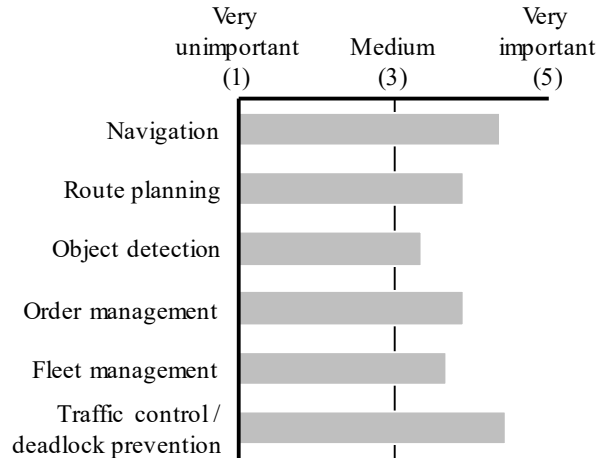 Very unimportant (1)
Medium (3)
Very important (5)
Navigation
Route planning
Object detection
Order management
Fleet management
Traffic control /
deadlock prevention